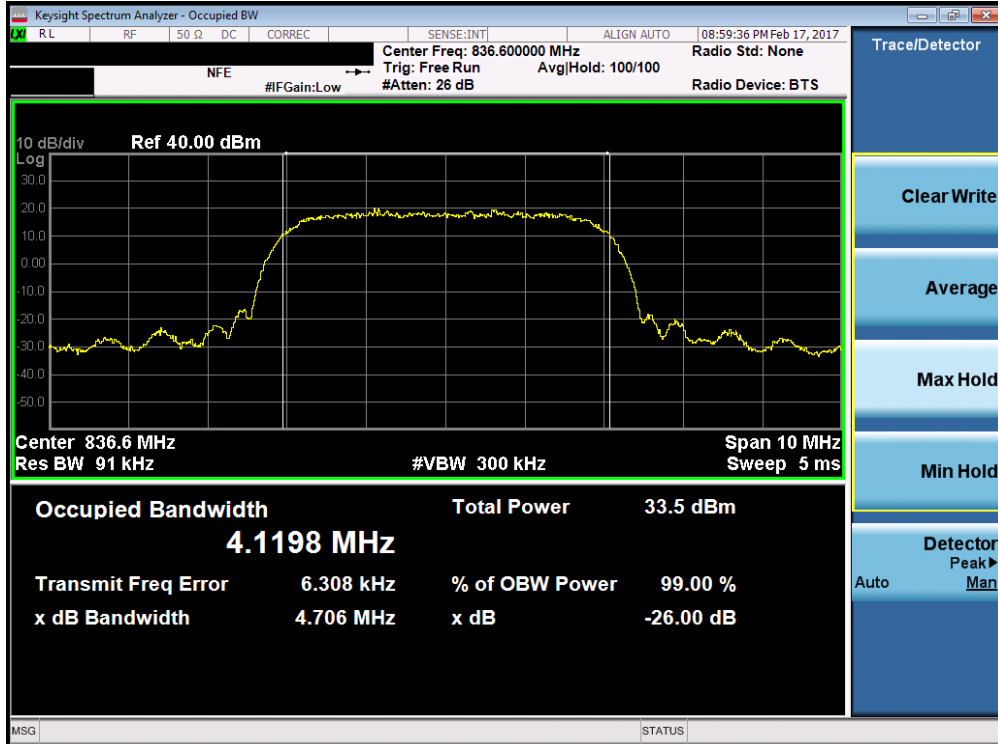 Keysight Spectrum Analyzer - Occupied BW
LXI RL RF 50 Ω DC CORREC SENSE:INT ALIGN AUTO 08:59:36 PM Feb 17, 2017
Center Freq: 836.600000 MHz Radio Std: None
NFE Trig: Free Run Avg|Hold: 100/100
#IFGain:Low #Atten: 26 dB Radio Device: BTS
10 dB/div Ref 40.00 dBm
Log
30.0
20.0
10.0
0.00
-10.0
-20.0
-30.0
-40.0
-50.0
Center 836.6 MHz Span 10 MHz
Res BW 91 kHz #VBW 300 kHz Sweep 5 ms
Occupied Bandwidth Total Power 33.5 dBm
4.1198 MHz
Transmit Freq Error 6.308 kHz % of OBW Power 99.00 %
x dB Bandwidth 4.706 MHz x dB -26.00 dB
MSG STATUS
Trace/Detector
Clear Write
Average
Max Hold
Min Hold
Detector
Peak▶
Auto Man